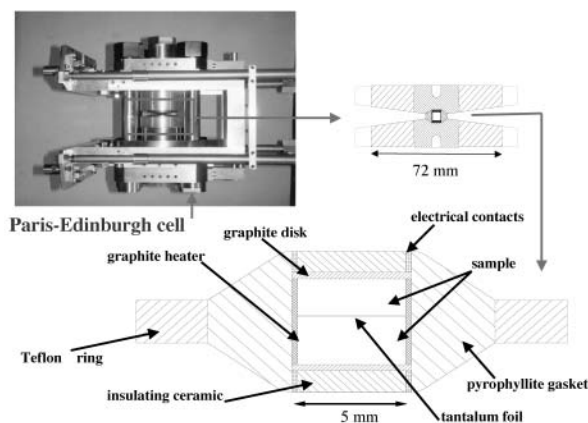 72 mm
Paris-Edinburgh cell
electrical contacts
graphite disk
graphite heater
sample
Teflon ring
insulating ceramic
pyrophyllite gasket
5 mm
tantalum foil